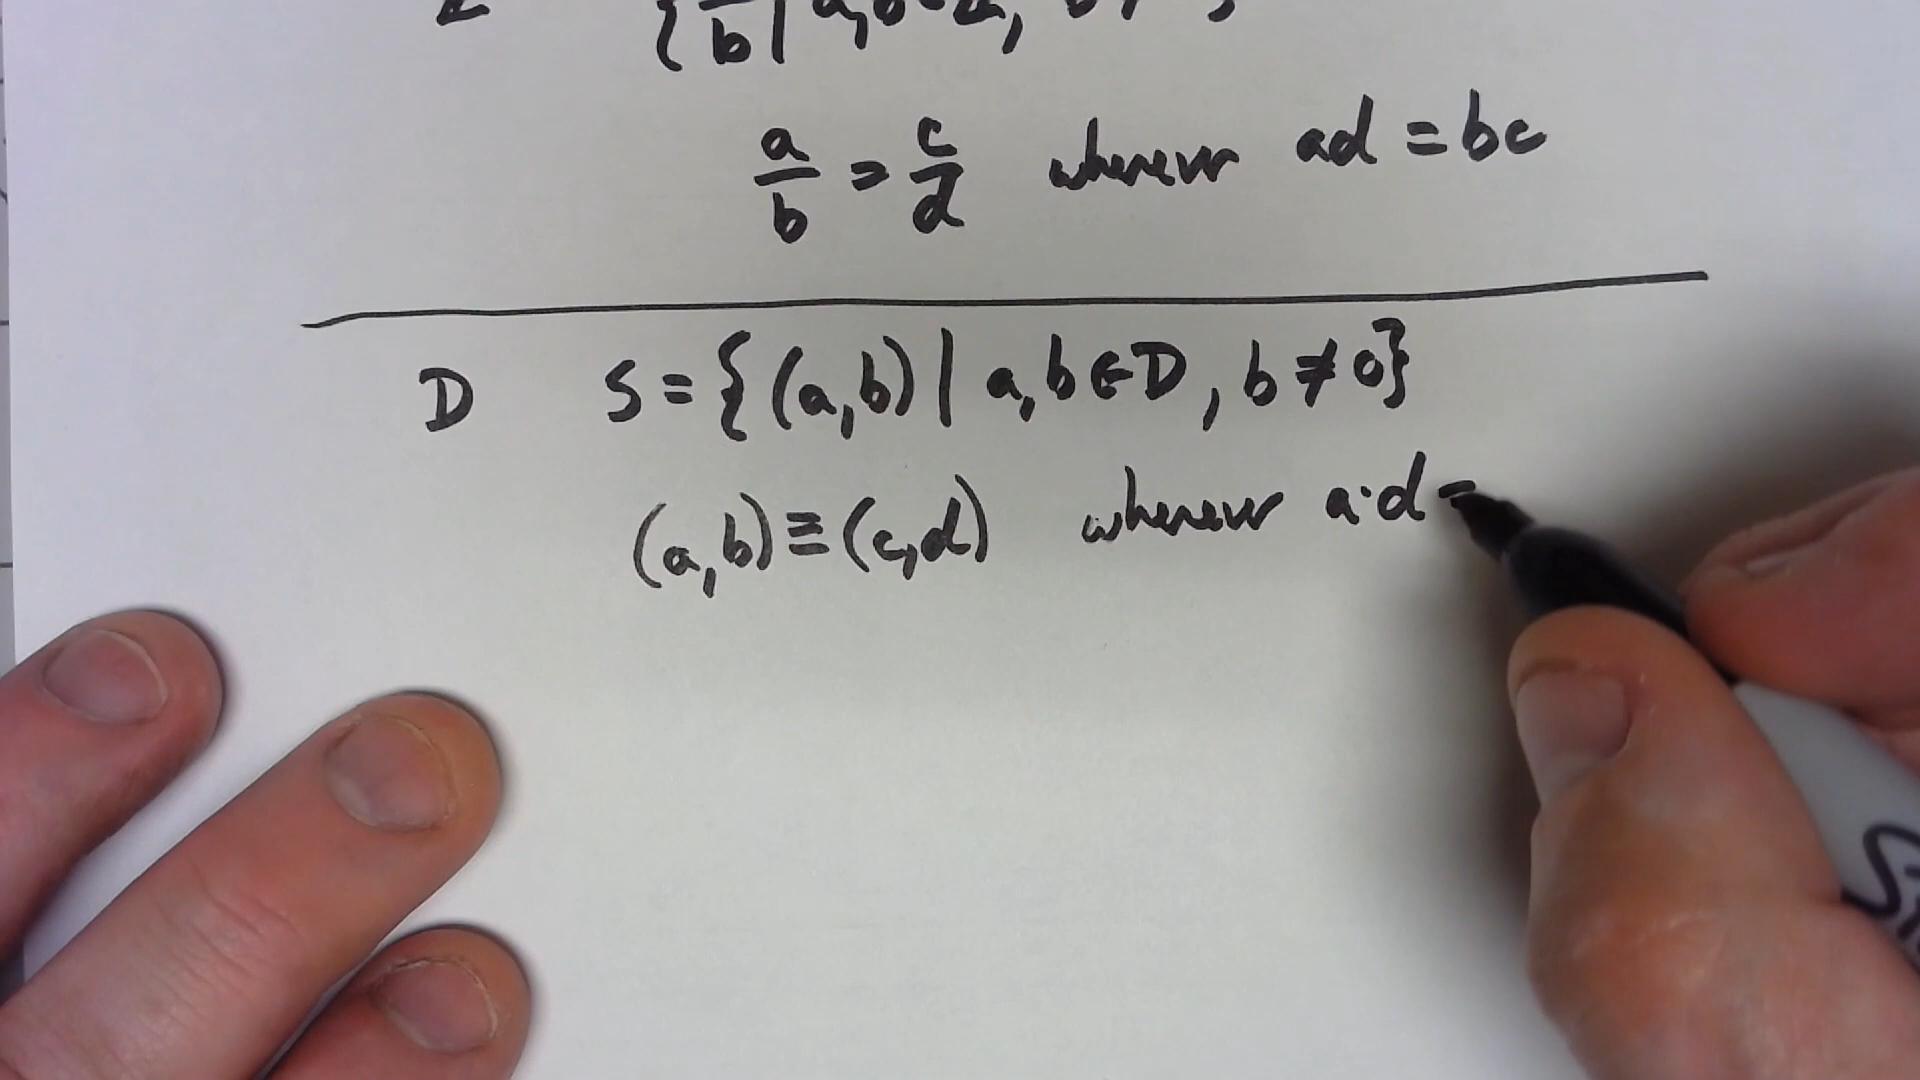 { b | a,b
a/b = c/d whenever ad = bc
D S = {(a,b) | a,b ∈ D, b ≠ 0}
(a,b) ≡ (c,d) whenever a·d =